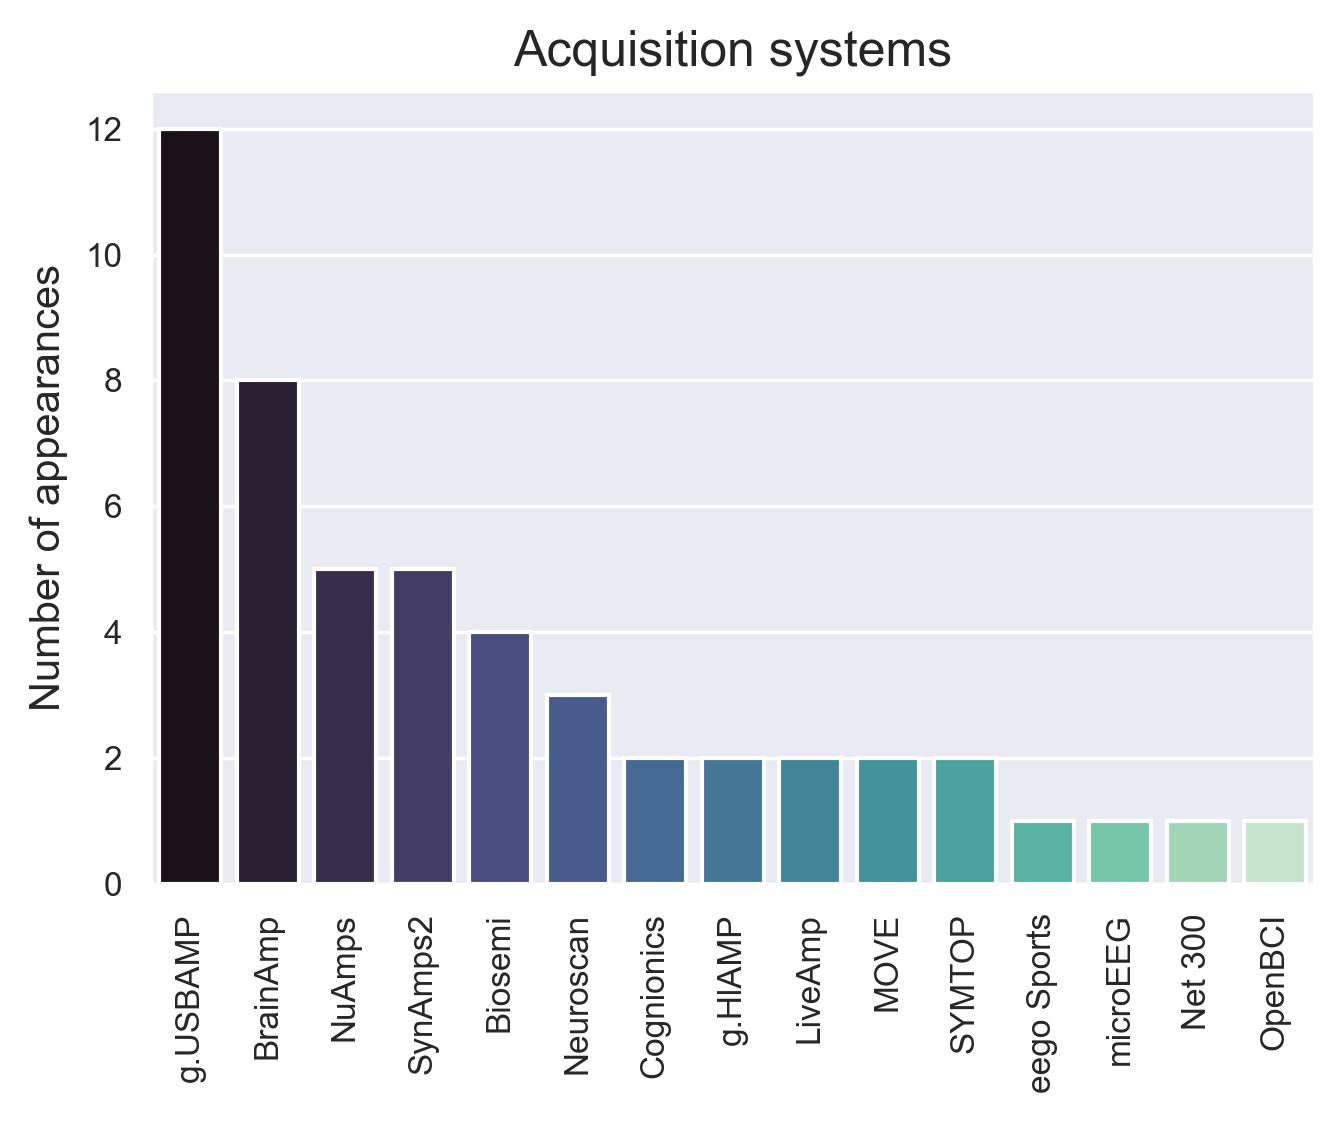 Acquisition systems
Number of appearances
12
10
8
6
4
2
0
g.USBAMP
BrainAmp
NuAmps
SynAmps2
Biosemi
Neuroscan
Cognionics
g.HIAMP
LiveAmp
MOVE
SYMTOP
eego Sports
microEEG
Net 300
OpenBCI